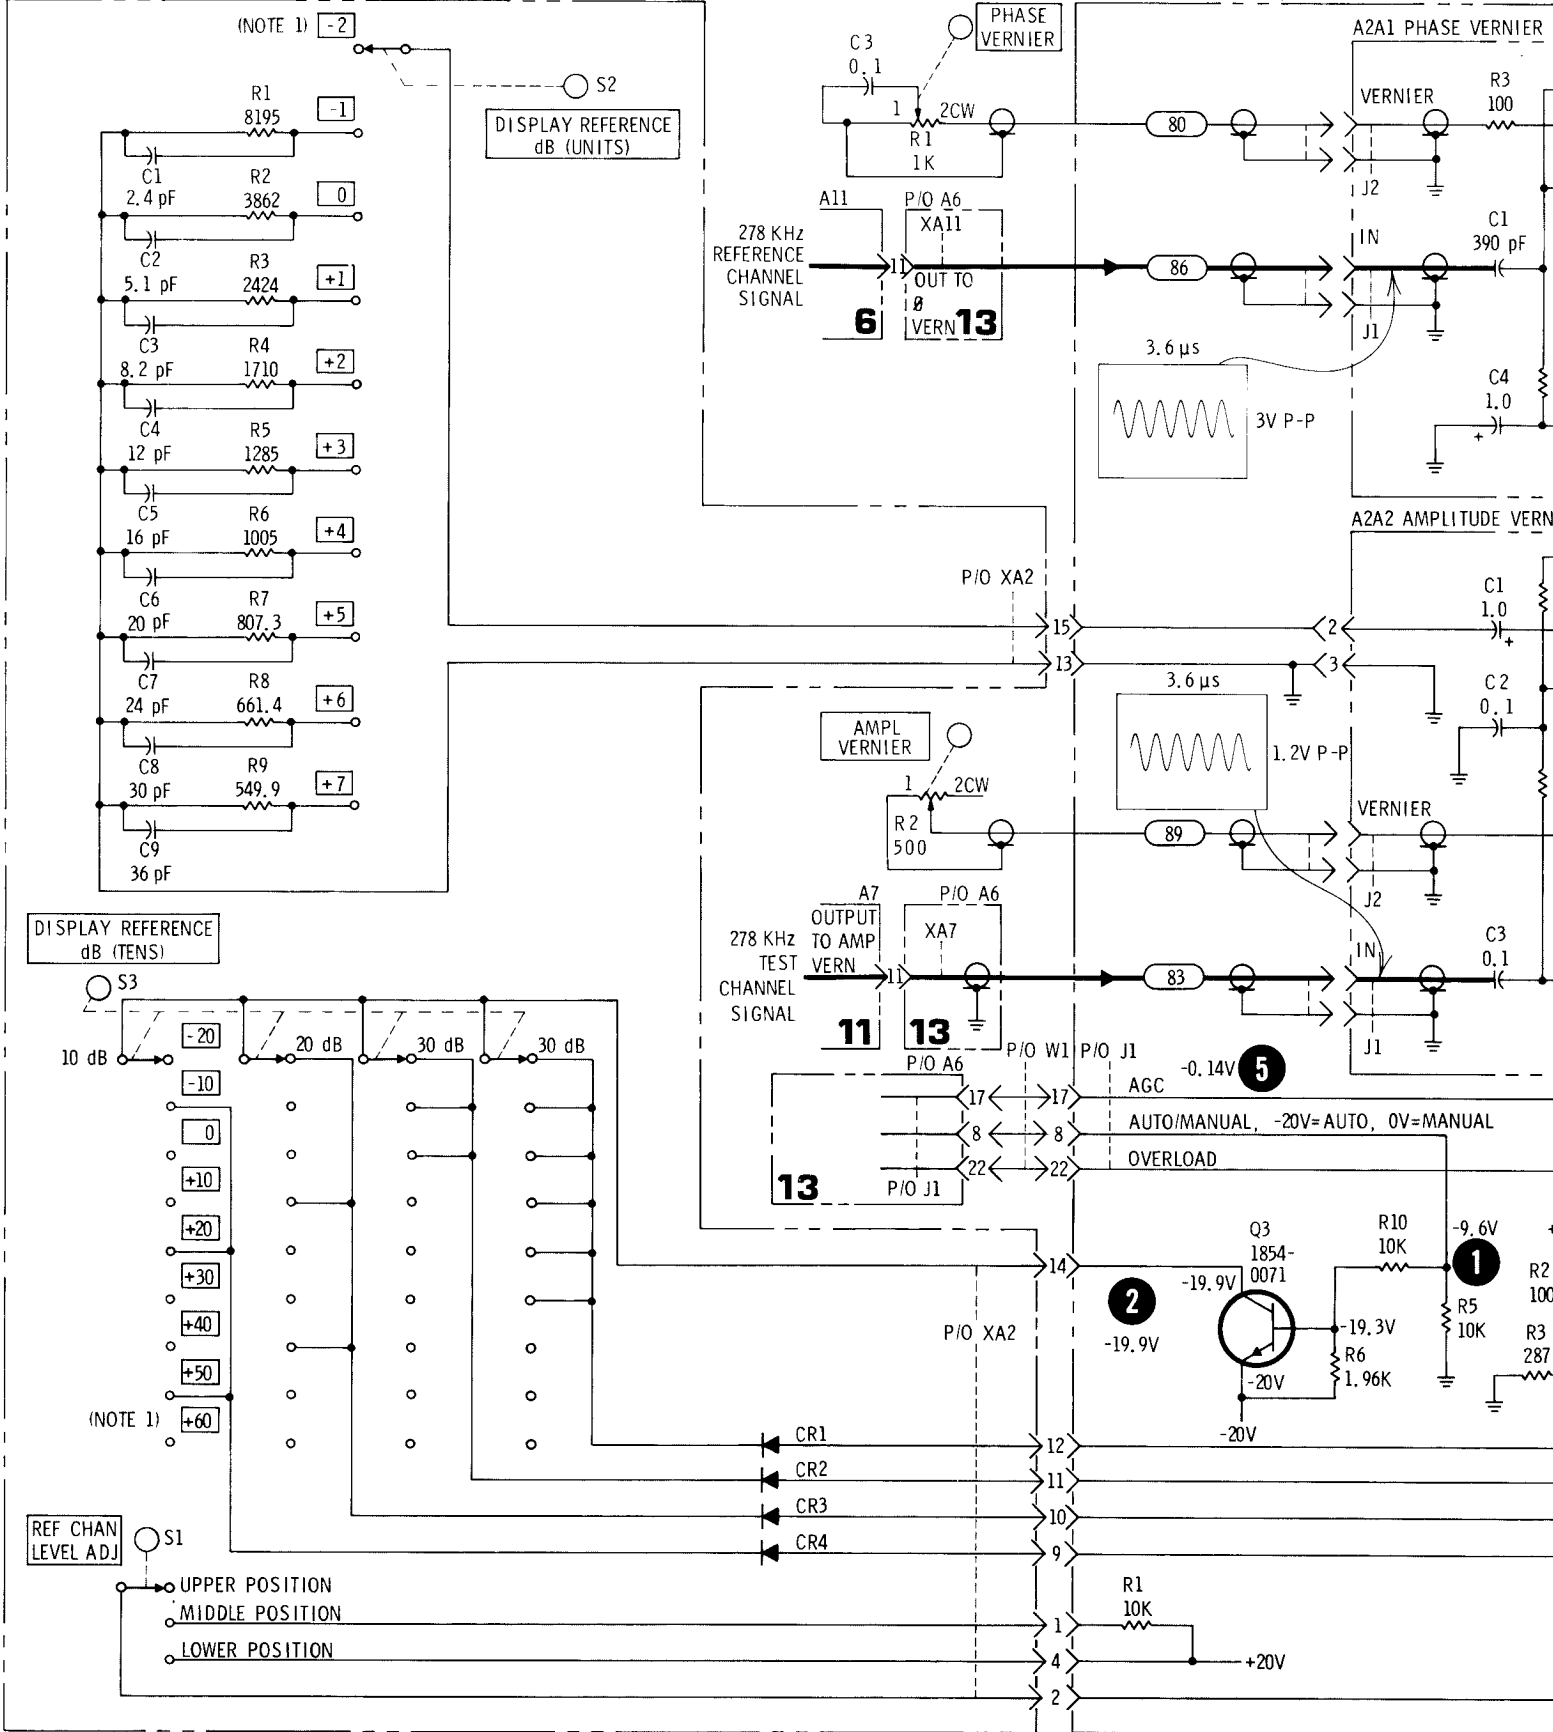 (NOTE 1) -2
S2
DISPLAY REFERENCE
dB (UNITS)
R1
8195
-1
C1
2.4 pF
R2
3862
0
C2
5.1 pF
R3
2424
+1
C3
8.2 pF
R4
1710
+2
C4
12 pF
R5
1285
+3
C5
16 pF
R6
1005
+4
C6
20 pF
R7
807.3
+5
C7
24 pF
R8
661.4
+6
C8
30 pF
R9
549.9
+7
C9
36 pF
PHASE
VERNIER
C3
0.1
1
2CW
R1
1K
80
A2A1 PHASE VERNIER
VERNIER
R3
100
J2
A11
P/O A6
XA11
278 KHz
REFERENCE
CHANNEL
SIGNAL
11
OUT TO
Ø
VERN
6
13
86
IN
C1
390 pF
J1
3.6 µs
3V P-P
C4
1.0
+
A2A2 AMPLITUDE VERN
P/O XA2
15
2
C1
1.0
+
13
3
3.6 µs
1.2V P-P
C2
0.1
AMPL
VERNIER
1
2CW
R2
500
89
VERNIER
J2
A7
OUTPUT
TO AMP
VERN
P/O A6
XA7
278 KHz
TEST
CHANNEL
SIGNAL
11
11
13
83
IN
C3
0.1
J1
DISPLAY REFERENCE
dB (TENS)
S3
10 dB
20 dB
30 dB
30 dB
-20
-10
0
+10
+20
+30
+40
+50
(NOTE 1) +60
P/O A6
P/O W1
P/O J1
-0.14V
5
17
17
AGC
8
8
AUTO/MANUAL, -20V=AUTO, 0V=MANUAL
22
22
OVERLOAD
13
P/O J1
14
P/O XA2
2
-19.9V
Q3
1854-
0071
-19.9V
R10
10K
-9.6V
1
-19.3V
R5
10K
R6
1.96K
-20V
-20V
R2
100
R3
287
CR1
12
CR2
11
CR3
10
CR4
9
REF CHAN
LEVEL ADJ
S1
UPPER POSITION
MIDDLE POSITION
LOWER POSITION
1
R1
10K
4
+20V
2